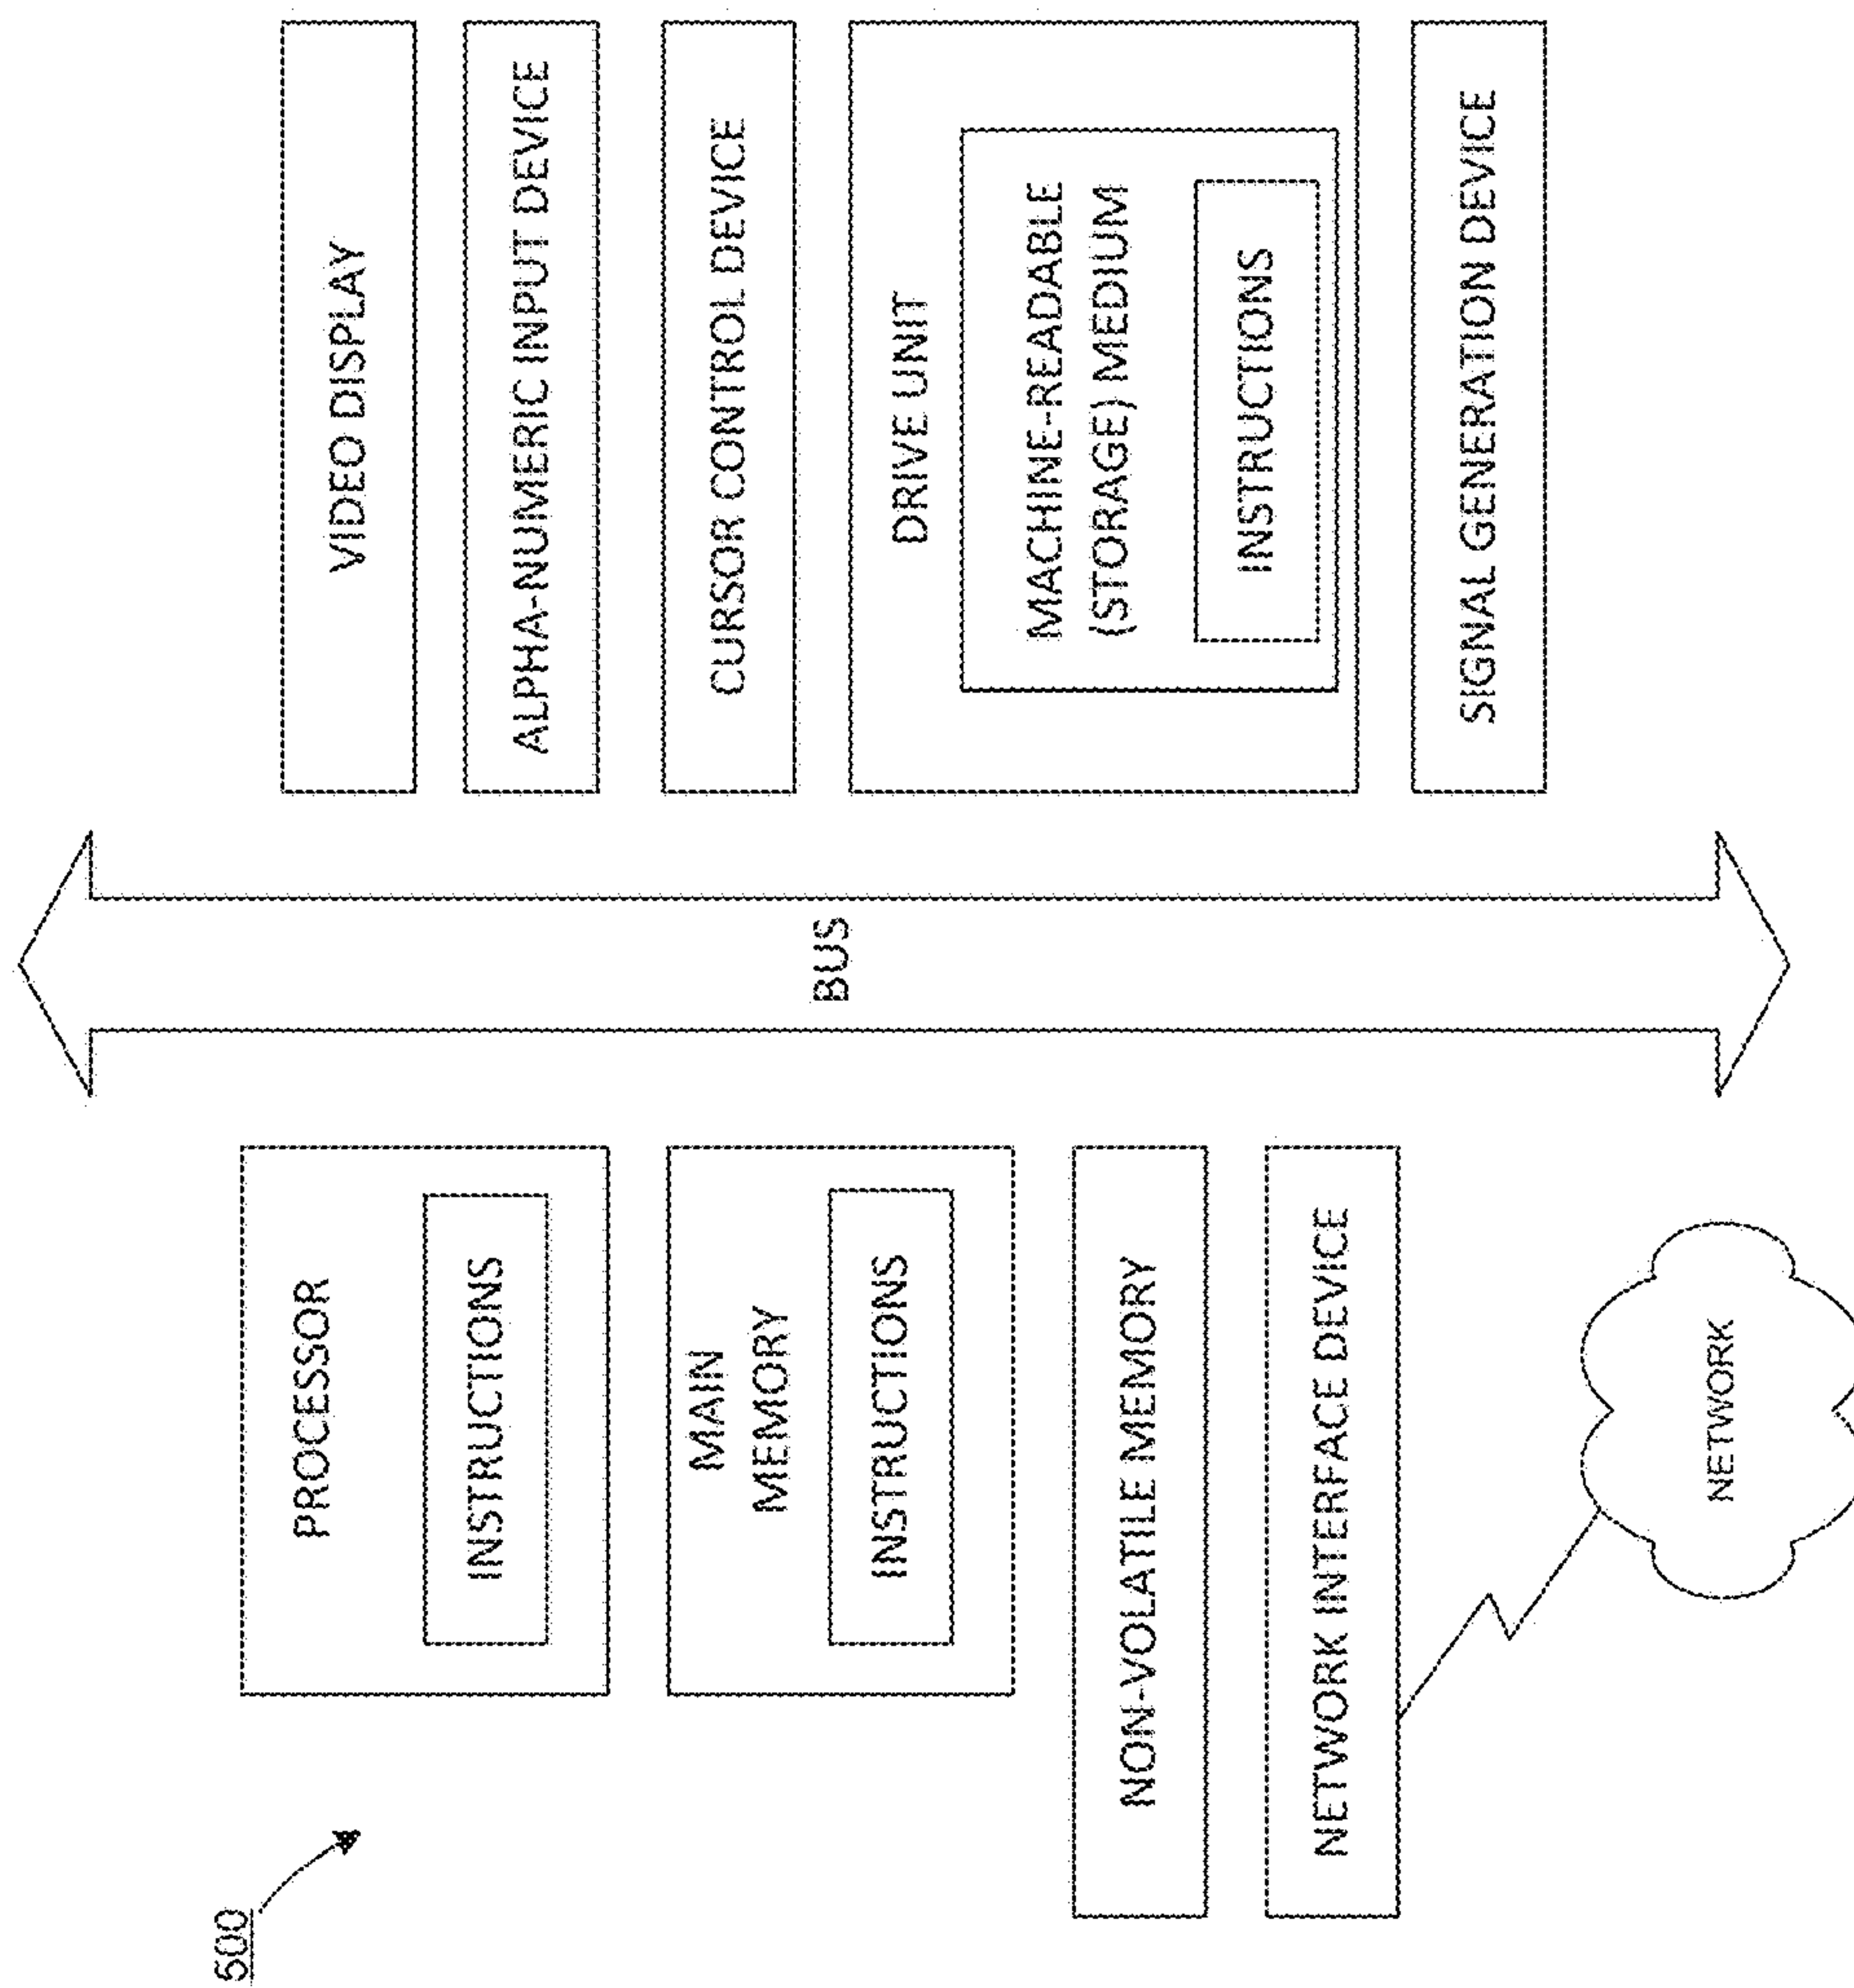 500
PROCESSOR
INSTRUCTIONS
MAIN
MEMORY
INSTRUCTIONS
NON-VOLATILE MEMORY
NETWORK INTERFACE DEVICE
NETWORK
BUS
VIDEO DISPLAY
ALPHA-NUMERIC INPUT DEVICE
CURSOR CONTROL DEVICE
DRIVE UNIT
MACHINE-READABLE
(STORAGE) MEDIUM
INSTRUCTIONS
SIGNAL GENERATION DEVICE